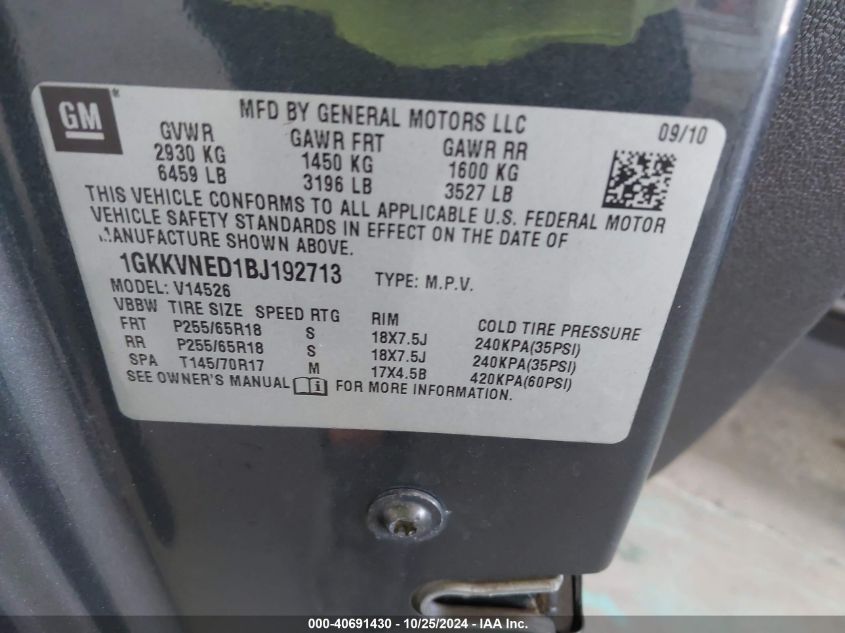 GM
MFD BY GENERAL MOTORS LLC
09/10
GVWR GAWR FRT GAWR RR
2930 KG 1450 KG 1600 KG
6459 LB 3196 LB 3527 LB
THIS VEHICLE CONFORMS TO ALL APPLICABLE U.S. FEDERAL MOTOR
VEHICLE SAFETY STANDARDS IN EFFECT ON THE DATE OF
MANUFACTURE SHOWN ABOVE.
1GKKVNED1BJ192713 TYPE: M.P.V.
MODEL: V14526
VBBW TIRE SIZE SPEED RTG RIM COLD TIRE PRESSURE
FRT P255/65R18 S 18X7.5J 240KPA(35PSI)
RR P255/65R18 S 18X7.5J 240KPA(35PSI)
SPA T145/70R17 M 17X4.5B 420KPA(60PSI)
SEE OWNER'S MANUAL i FOR MORE INFORMATION.
000-40691430 - 10/25/2024 - IAA Inc.